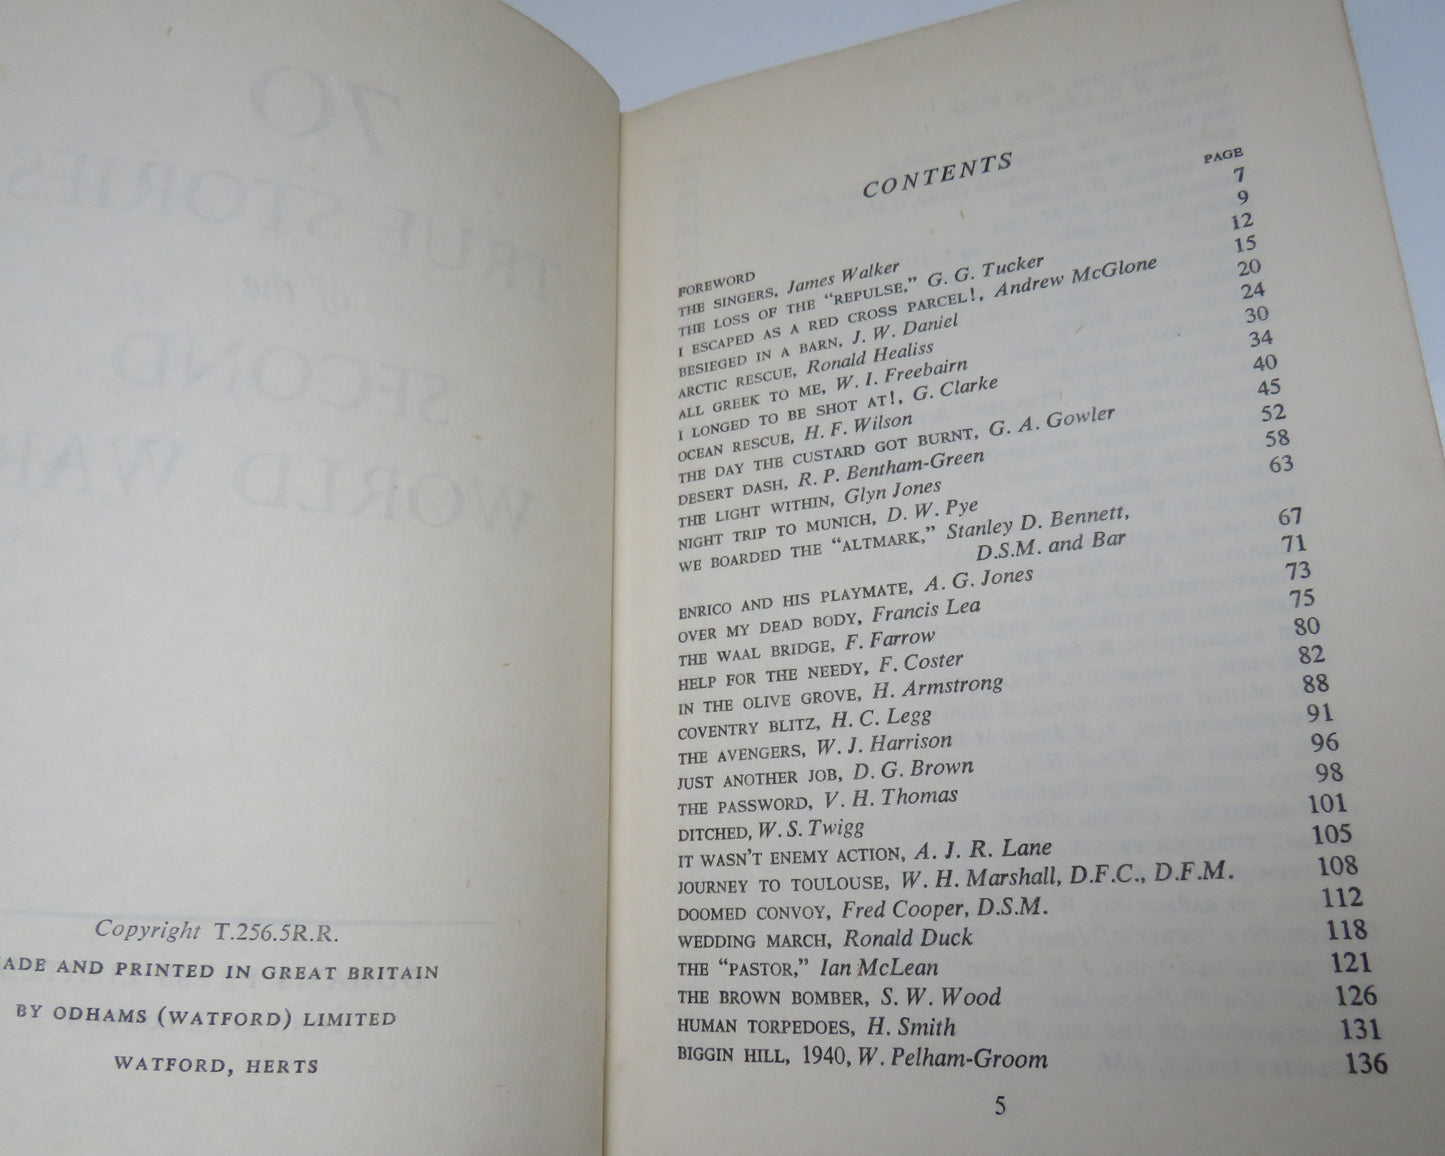 Copyright T.256.5R.R.
ADE AND PRINTED IN GREAT BRITAIN
BY ODHAMS (WATFORD) LIMITED
WATFORD, HERTS
CONTENTS
PAGE
FOREWORD 7
THE SINGERS, James Walker 9
THE LOSS OF THE “REPULSE,” G. G. Tucker 12
I ESCAPED AS A RED CROSS PARCEL!, Andrew McGlone 15
BESIEGED IN A BARN, J. W. Daniel 20
ARCTIC RESCUE, Ronald Healiss 24
ALL GREEK TO ME, W. I. Freebairn 30
I LONGED TO BE SHOT AT!, G. Clarke 34
OCEAN RESCUE, H. F. Wilson 40
THE DAY THE CUSTARD GOT BURNT, G. A. Gowler 45
DESERT DASH, R. P. Bentham-Green 52
THE LIGHT WITHIN, Glyn Jones 58
NIGHT TRIP TO MUNICH, D. W. Pye 63
WE BOARDED THE “ALTMARK,” Stanley D. Bennett,
D.S.M. and Bar 67
ENRICO AND HIS PLAYMATE, A. G. Jones 71
OVER MY DEAD BODY, Francis Lea 73
THE WAAL BRIDGE, F. Farrow 75
HELP FOR THE NEEDY, F. Coster 80
IN THE OLIVE GROVE, H. Armstrong 82
COVENTRY BLITZ, H. C. Legg 88
THE AVENGERS, W. J. Harrison 91
JUST ANOTHER JOB, D. G. Brown 96
THE PASSWORD, V. H. Thomas 98
DITCHED, W. S. Twigg 101
IT WASN’T ENEMY ACTION, A. J. R. Lane 105
JOURNEY TO TOULOUSE, W. H. Marshall, D.F.C., D.F.M. 108
DOOMED CONVOY, Fred Cooper, D.S.M. 112
WEDDING MARCH, Ronald Duck 118
THE “PASTOR,” Ian McLean 121
THE BROWN BOMBER, S. W. Wood 126
HUMAN TORPEDOES, H. Smith 131
BIGGIN HILL, 1940, W. Pelham-Groom 136
5